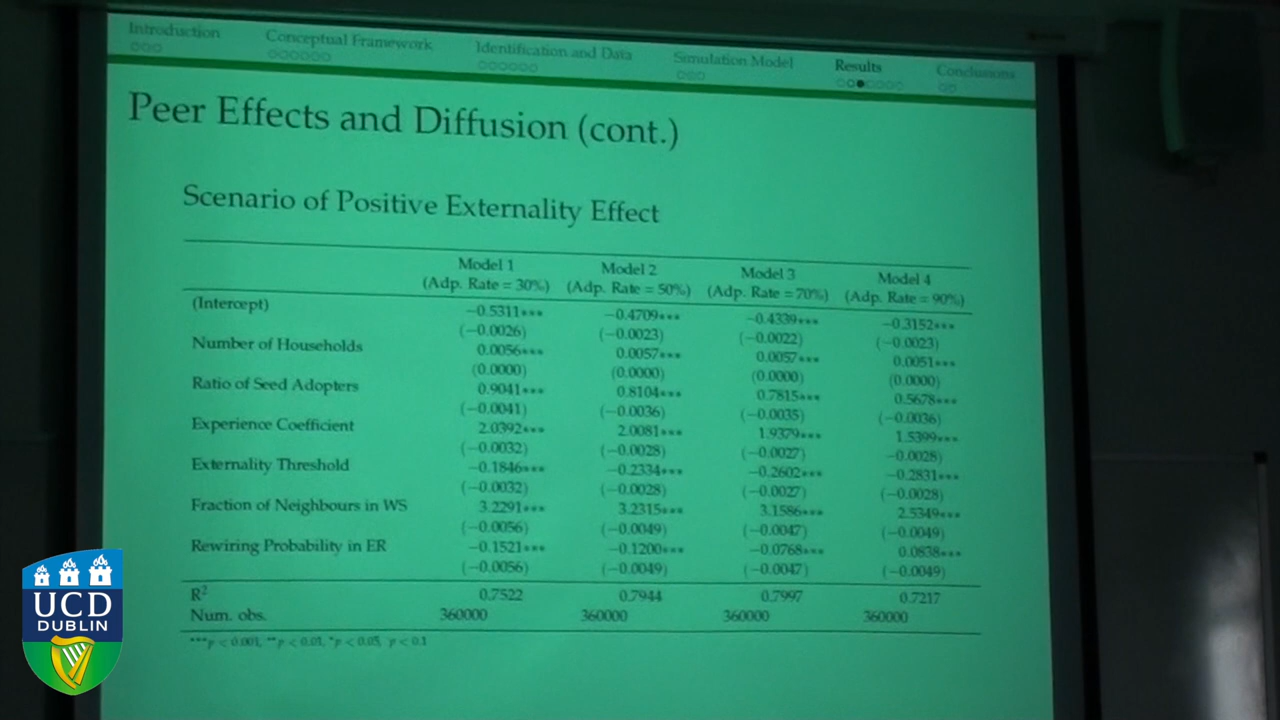 Introduction Conceptual Framework Identification and Data Simulation Model Results Conclusions
Peer Effects and Diffusion (cont.)
Scenario of Positive Externality Effect
Model 1 Model 2 Model 3 Model 4
(Adp. Rate = 30%) (Adp. Rate = 50%) (Adp. Rate = 70%) (Adp. Rate = 90%)
(Intercept) −0.5311*** −0.4709*** −0.4339*** −0.3152***
(−0.0026) (−0.0023) (−0.0022) (−0.0023)
Number of Households 0.0056*** 0.0057*** 0.0057*** 0.0051***
(0.0000) (0.0000) (0.0000) (0.0000)
Ratio of Seed Adopters 0.9041*** 0.8104*** 0.7815*** 0.5678***
(−0.0041) (−0.0036) (−0.0035) (−0.0036)
Experience Coefficient 2.0392*** 2.0081*** 1.9379*** 1.5399***
(−0.0032) (−0.0028) (−0.0027) −0.0028)
Externality Threshold −0.1846*** −0.2334*** −0.2602*** −0.2831***
(−0.0032) (−0.0028) (−0.0027) (−0.0028)
Fraction of Neighbours in WS 3.2291*** 3.2315*** 3.1586*** 2.5349***
(−0.0056) (−0.0049) (−0.0047) (−0.0049)
Rewiring Probability in ER −0.1521*** −0.1200*** −0.0768*** 0.0838***
(−0.0056) (−0.0049) (−0.0047) (−0.0049)
R² 0.7522 0.7944 0.7997 0.7217
Num. obs. 360000 360000 360000 360000
***p < 0.001, **p < 0.01, *p < 0.05, p < 0.1
UCD
DUBLIN